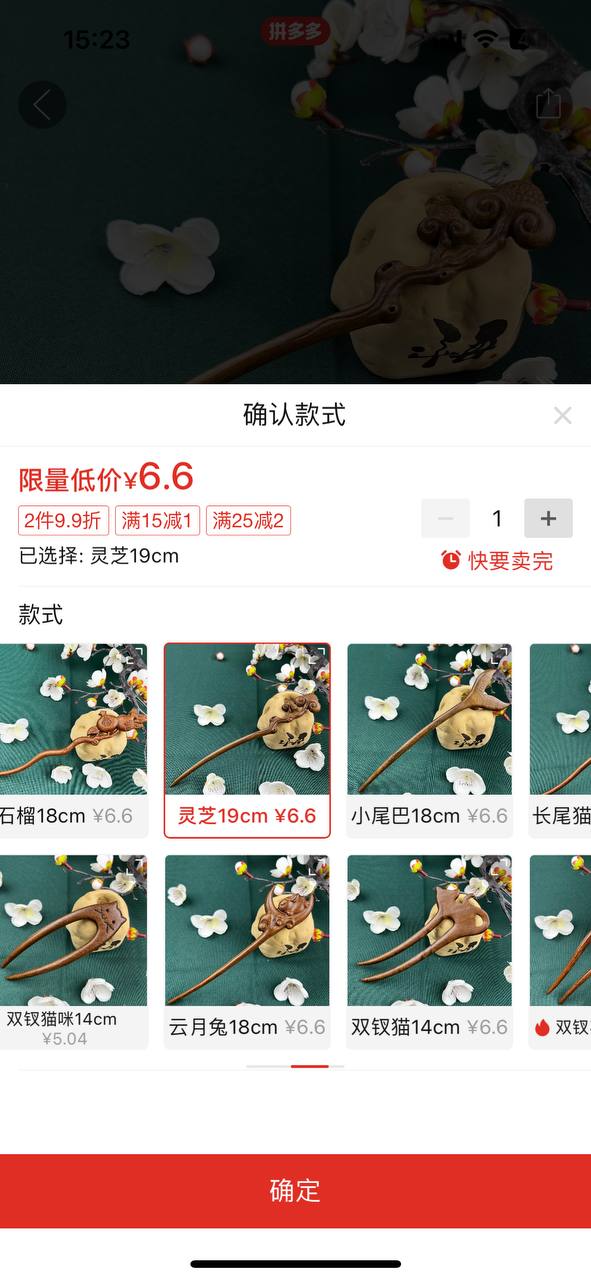 15:23
拼多多
确认款式
限量低价¥6.6
2件9.9折 满15减1 满25减2
1
已选择: 灵芝19cm
快要卖完
款式
石榴18cm ¥6.6
灵芝19cm ¥6.6
小尾巴18cm ¥6.6
长尾猫
双钗猫咪14cm
¥5.04
云月兔18cm ¥6.6
双钗猫14cm ¥6.6
双钗
确定